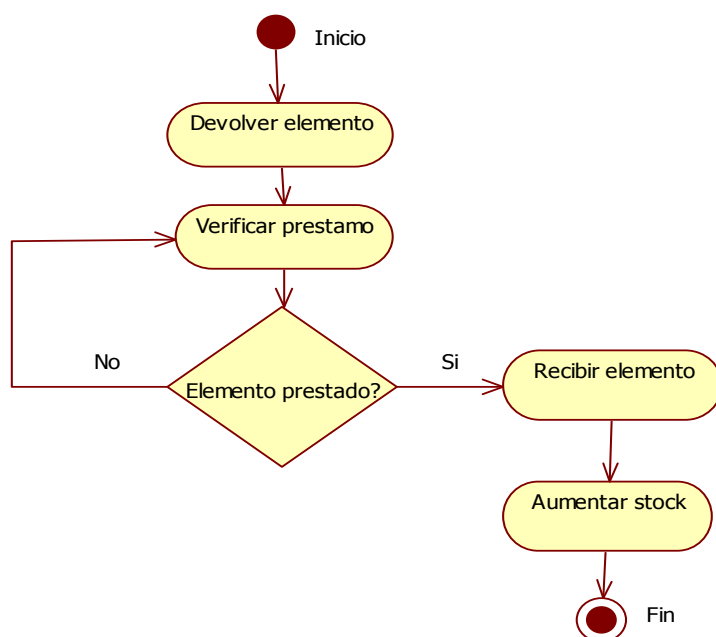 Inicio
Devolver elemento
Verificar prestamo
No
Si
Elemento prestado?
Recibir elemento
Aumentar stock
Fin